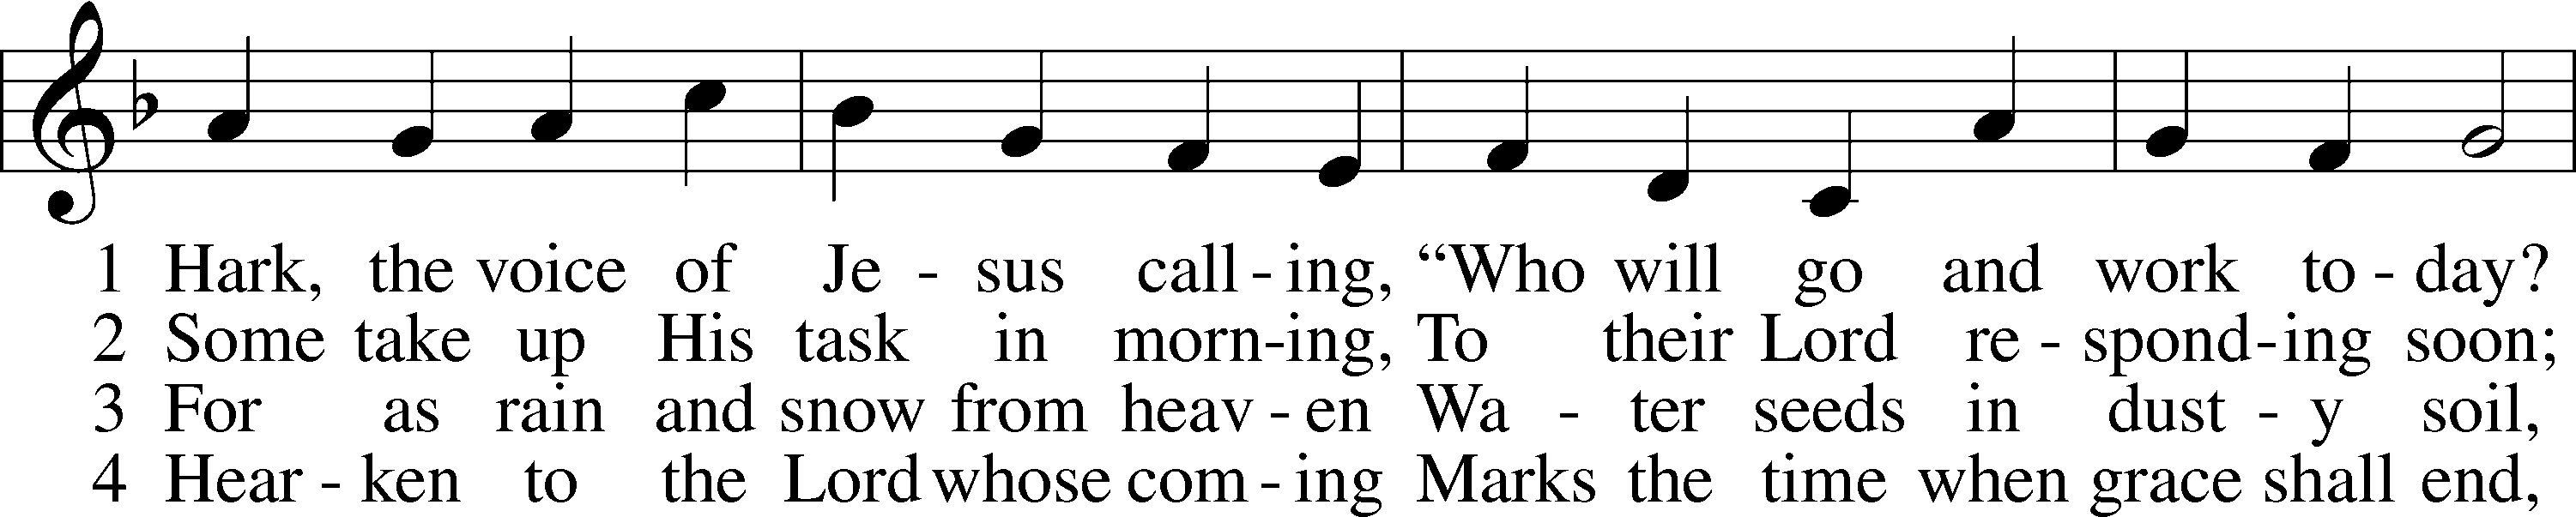 1 Hark, the voice of Je - sus call - ing, “Who will go and work to - day?
2 Some take up His task in morn - ing, To their Lord re - spond - ing soon;
3 For as rain and snow from heav - en Wa - ter seeds in dust - y soil,
4 Hear - ken to the Lord whose com - ing Marks the time when grace shall end,